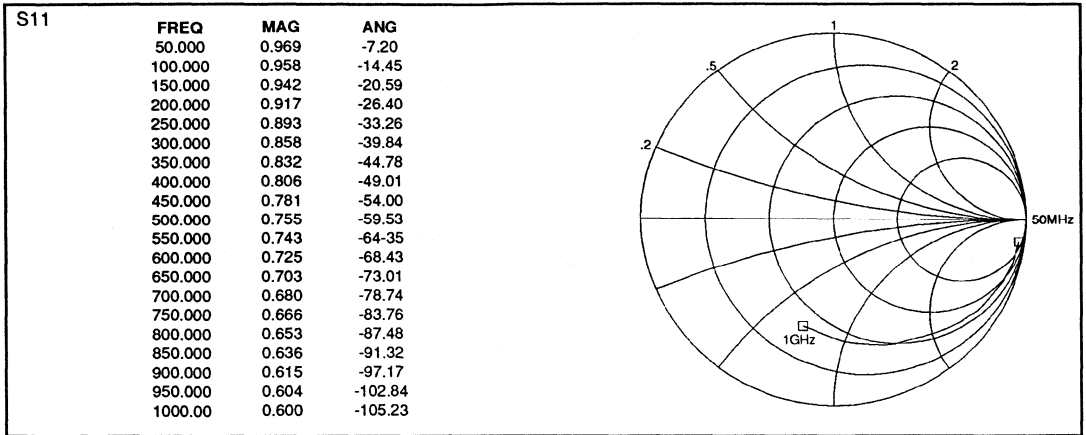 S11
FREQ MAG ANG
50.000 0.969 -7.20
100.000 0.958 -14.45
150.000 0.942 -20.59
200.000 0.917 -26.40
250.000 0.893 -33.26
300.000 0.858 -39.84
350.000 0.832 -44.78
400.000 0.806 -49.01
450.000 0.781 -54.00
500.000 0.755 -59.53
550.000 0.743 -64-35
600.000 0.725 -68.43
650.000 0.703 -73.01
700.000 0.680 -78.74
750.000 0.666 -83.76
800.000 0.653 -87.48
850.000 0.636 -91.32
900.000 0.615 -97.17
950.000 0.604 -102.84
1000.00 0.600 -105.23
1
.5
2
.2
50MHz
1GHz